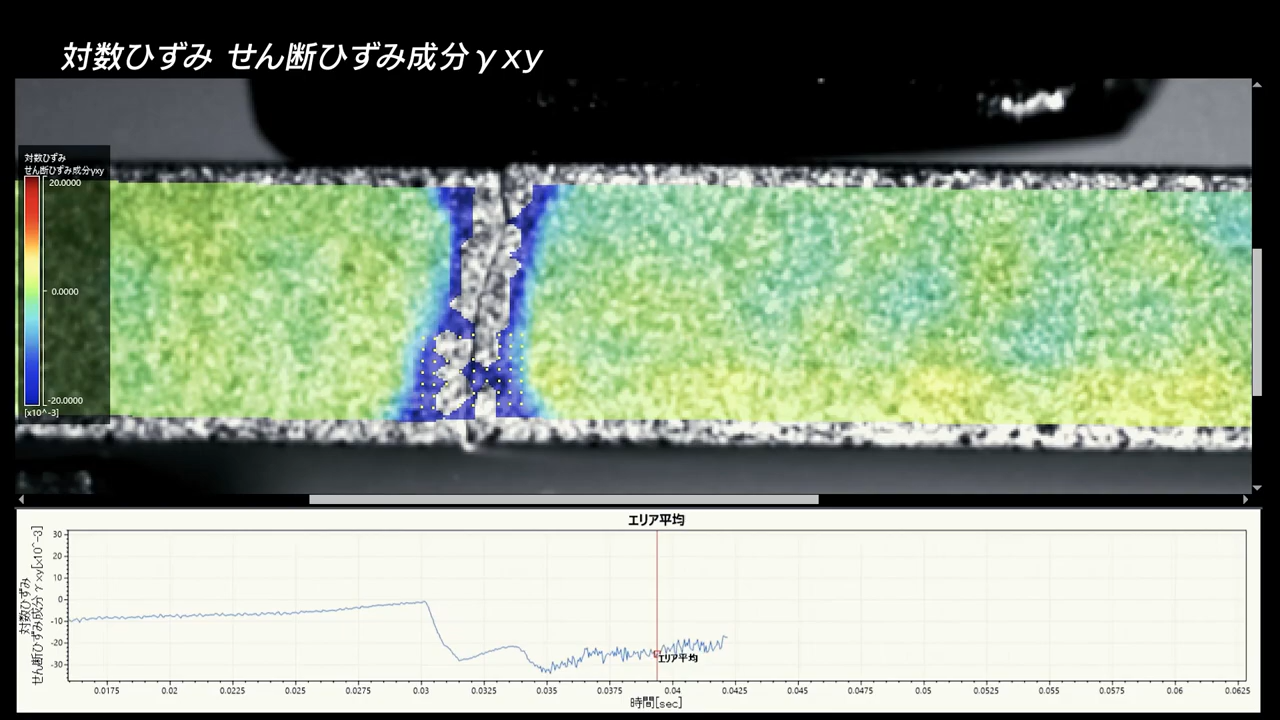 対数ひずみ せん断ひずみ成分γxy
対数ひずみ
せん断ひずみ成分γxy
20.0000
0.0000
-20.0000
[x10^-3]
エリア平均
対数ひずみ
せん断ひずみ成分γxy[x10^-3]
30
20
10
0
-10
-20
-30
エリア平均
0.0175 0.02 0.0225 0.025 0.0275 0.03 0.0325 0.035 0.0375 0.04 0.0425 0.045 0.0475 0.05 0.0525 0.055 0.0575 0.06 0.0625
時間[sec]